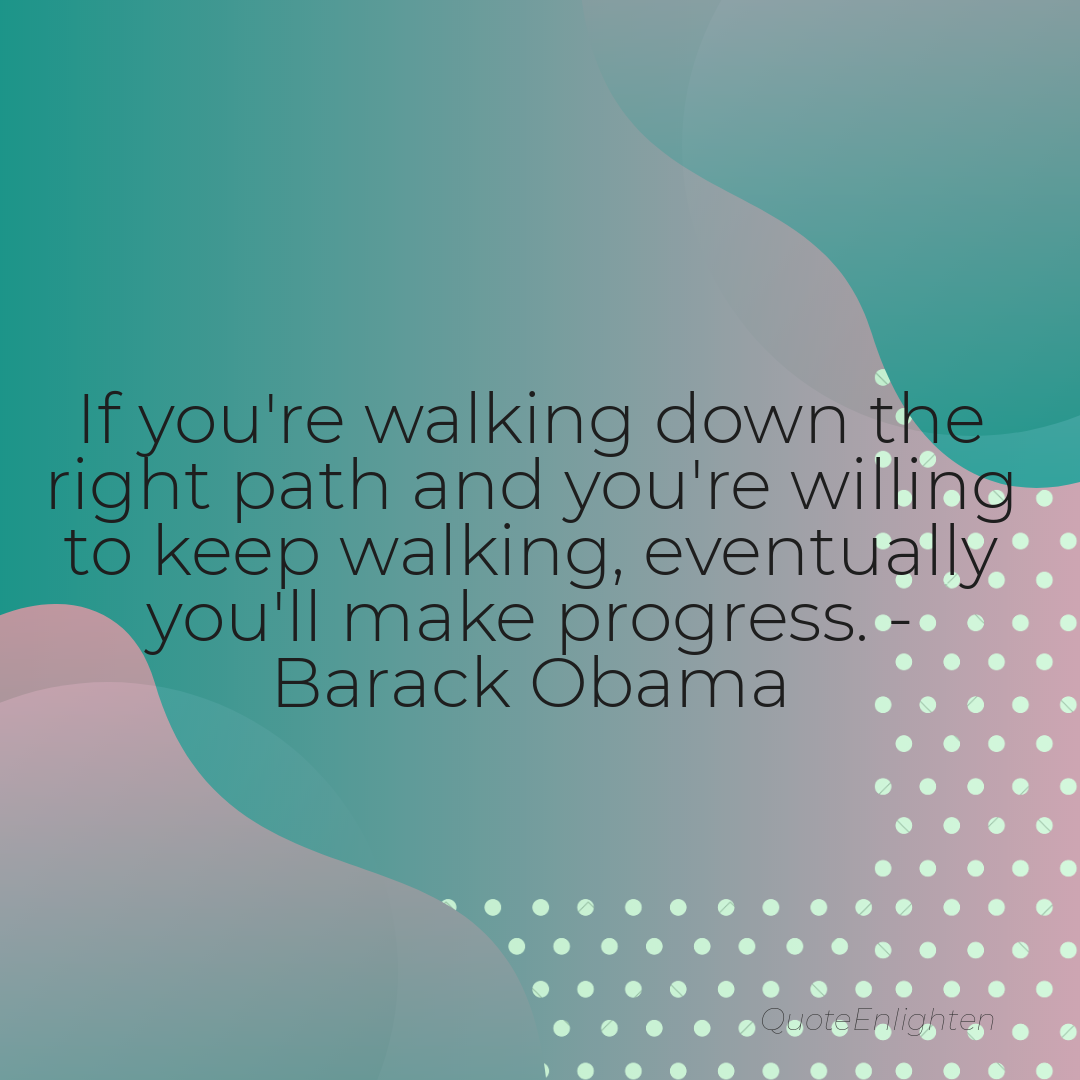 If you're walking down the
right path and you're willing
to keep walking, eventually
you'll make progress. -
Barack Obama
QuoteEnlighten